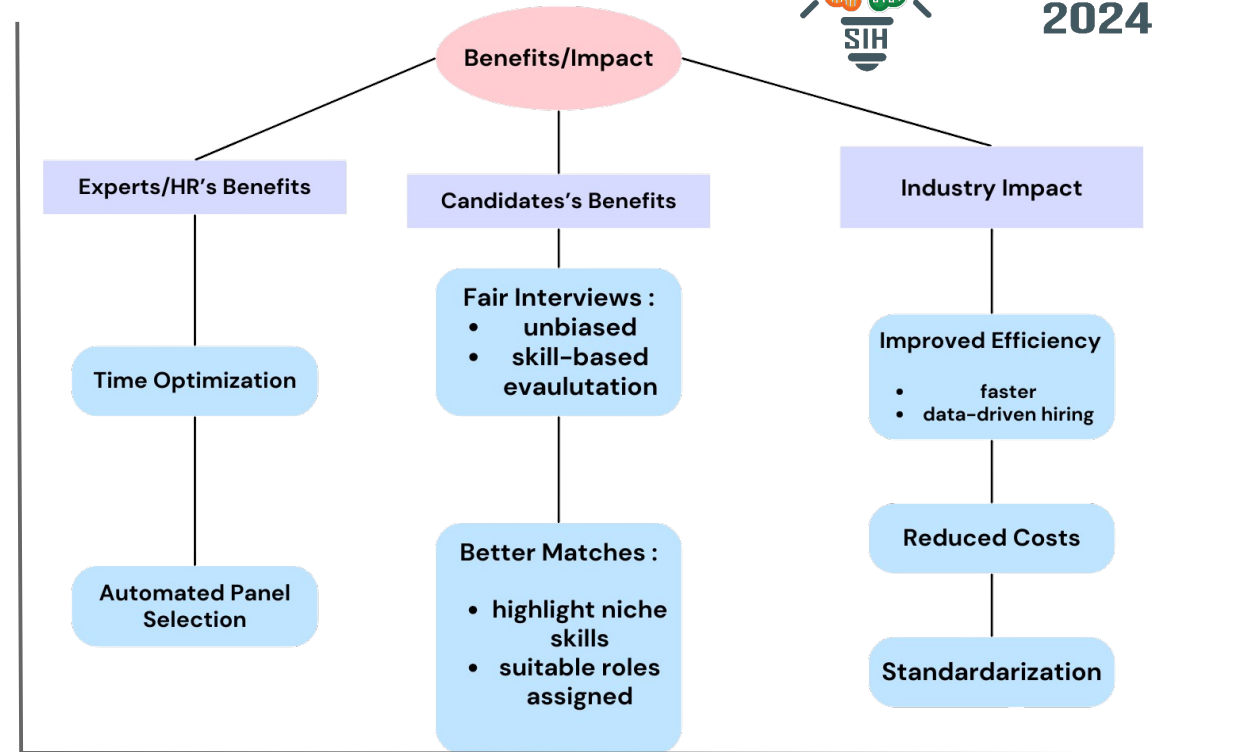 SIH
2024
Benefits/Impact
Experts/HR's Benefits
Time Optimization
Automated Panel
Selection
Candidates's Benefits
Fair Interviews :
• unbiased
• skill-based
evaulutation
Better Matches :
• highlight niche
skills
• suitable roles
assigned
Industry Impact
Improved Efficiency
• faster
• data-driven hiring
Reduced Costs
Standardarization